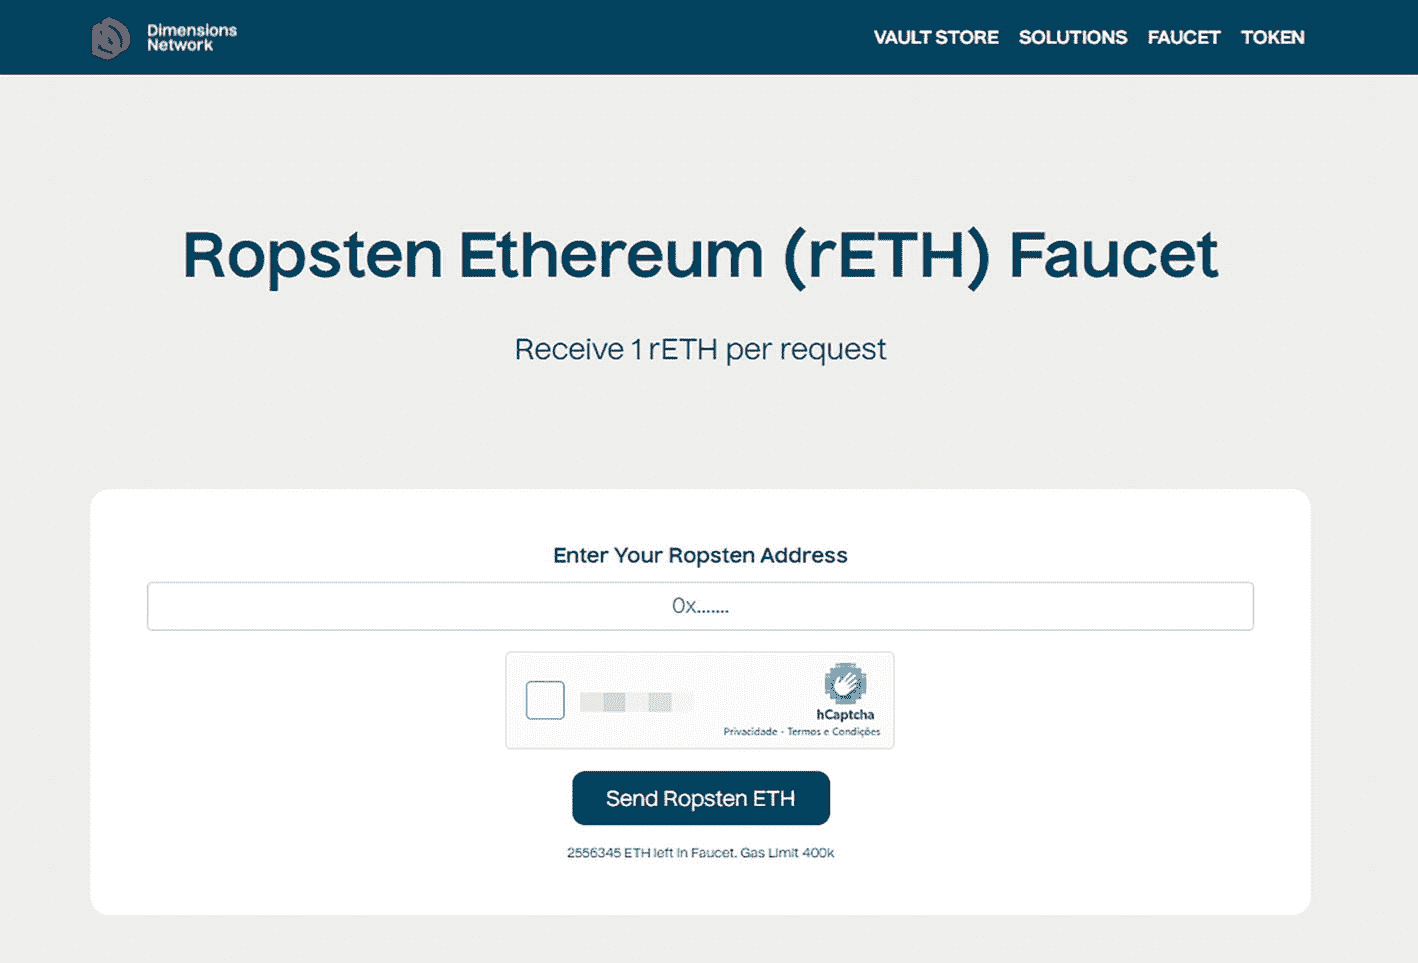 Dimensions
Network
VAULT STORE SOLUTIONS FAUCET TOKEN
Ropsten Ethereum (rETH) Faucet
Receive 1 rETH per request
Enter Your Ropsten Address
0x.......
hCaptcha
Privacidade - Termos e Condições
Send Ropsten ETH
2556345 ETH left in Faucet. Gas Limit 400k